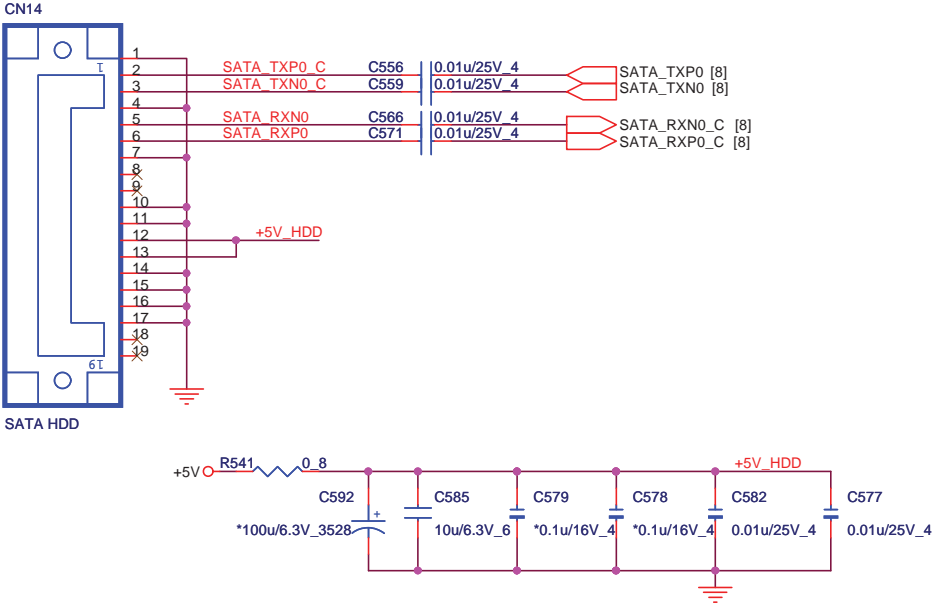 CN14
1
1
2 SATA_TXP0_C C556 0.01u/25V_4 SATA_TXP0 [8]
3 SATA_TXN0_C C559 0.01u/25V_4 SATA_TXN0 [8]
4
5 SATA_RXN0 C566 0.01u/25V_4 SATA_RXN0_C [8]
6 SATA_RXP0 C571 0.01u/25V_4 SATA_RXP0_C [8]
7
8
9
10
11
12 +5V_HDD
13
14
15
16
17
18
19
19
SATA HDD
+5V R541 0_8 +5V_HDD
C592 C585 C579 C578 C582 C577
*100u/6.3V_3528 + 10u/6.3V_6 *0.1u/16V_4 *0.1u/16V_4 0.01u/25V_4 0.01u/25V_4